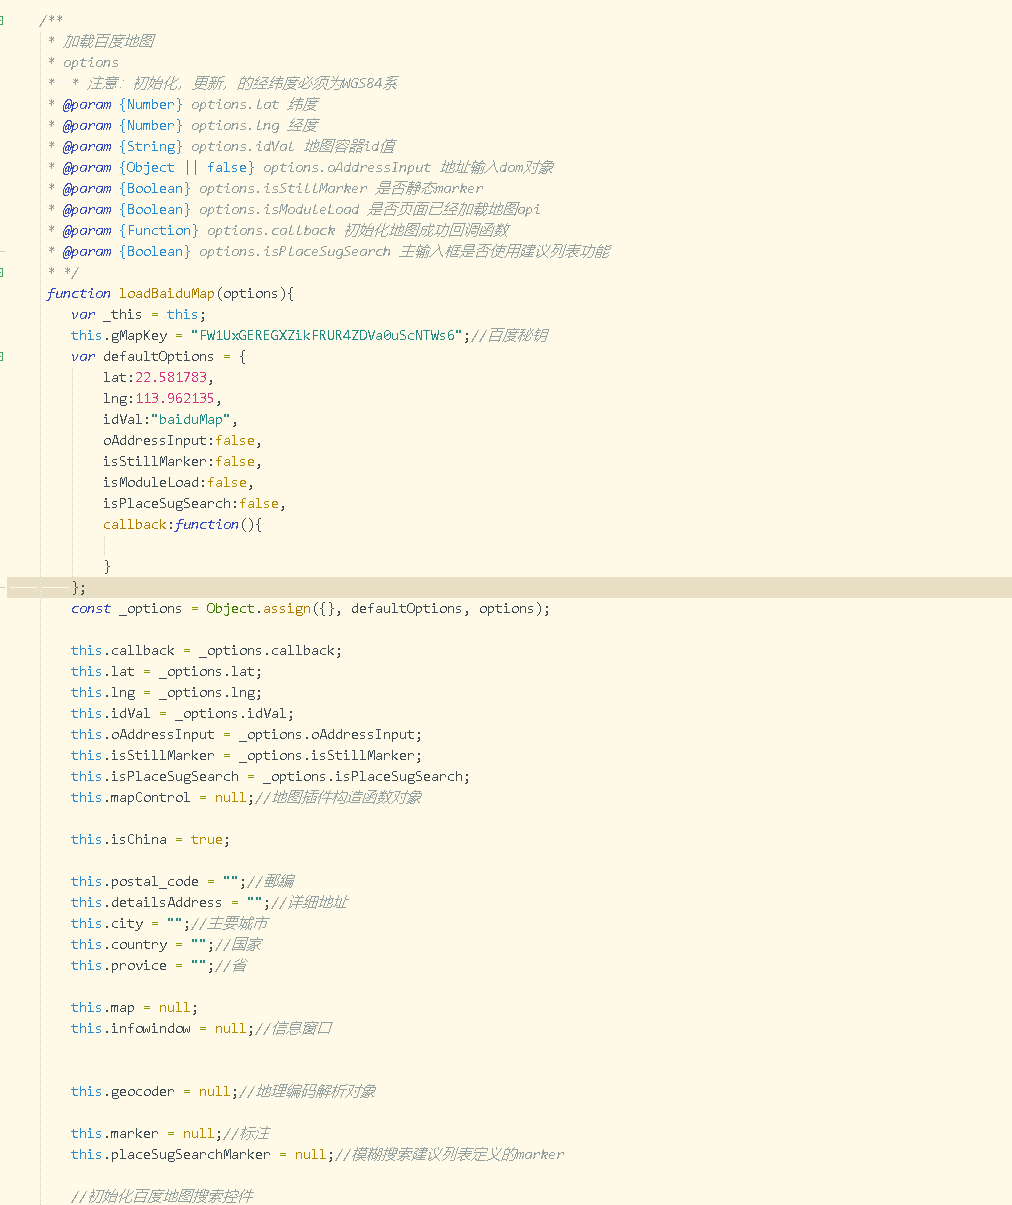 /**
* 加载百度地图
* options
* * 注意：初始化，更新，的经纬度必须为WGS84系
* @param {Number} options.lat 纬度
* @param {Number} options.lng 经度
* @param {String} options.idVal 地图容器id值
* @param {Object || false} options.oAddressInput 地址输入dom对象
* @param {Boolean} options.isStillMarker 是否静态marker
* @param {Boolean} options.isModuleLoad 是否页面已经加载地图api
* @param {Function} options.callback 初始化地图成功回调函数
* @param {Boolean} options.isPlaceSugSearch 主输入框是否使用建议列表功能
* */
function loadBaiduMap(options){
var _this = this;
this.gMapKey = "FW1UxGEREGXZikFRUR4ZDVa0uScNTWs6";//百度秘钥
var defaultOptions = {
lat:22.581783,
lng:113.962135,
idVal:"baiduMap",
oAddressInput:false,
isStillMarker:false,
isModuleLoad:false,
isPlaceSugSearch:false,
callback:function(){
}
};
const _options = Object.assign({}, defaultOptions, options);
this.callback = _options.callback;
this.lat = _options.lat;
this.lng = _options.lng;
this.idVal = _options.idVal;
this.oAddressInput = _options.oAddressInput;
this.isStillMarker = _options.isStillMarker;
this.isPlaceSugSearch = _options.isPlaceSugSearch;
this.mapControl = null;//地图插件构造函数对象
this.isChina = true;
this.postal_code = "";//郵編
this.detailsAddress = "";//详细地址
this.city = "";//主要城市
this.country = "";//国家
this.provice = "";//省
this.map = null;
this.infowindow = null;//信息窗口
this.geocoder = null;//地理编码解析对象
this.marker = null;//标注
this.placeSugSearchMarker = null;//模糊搜索建议列表定义的marker
//初始化百度地图搜索控件